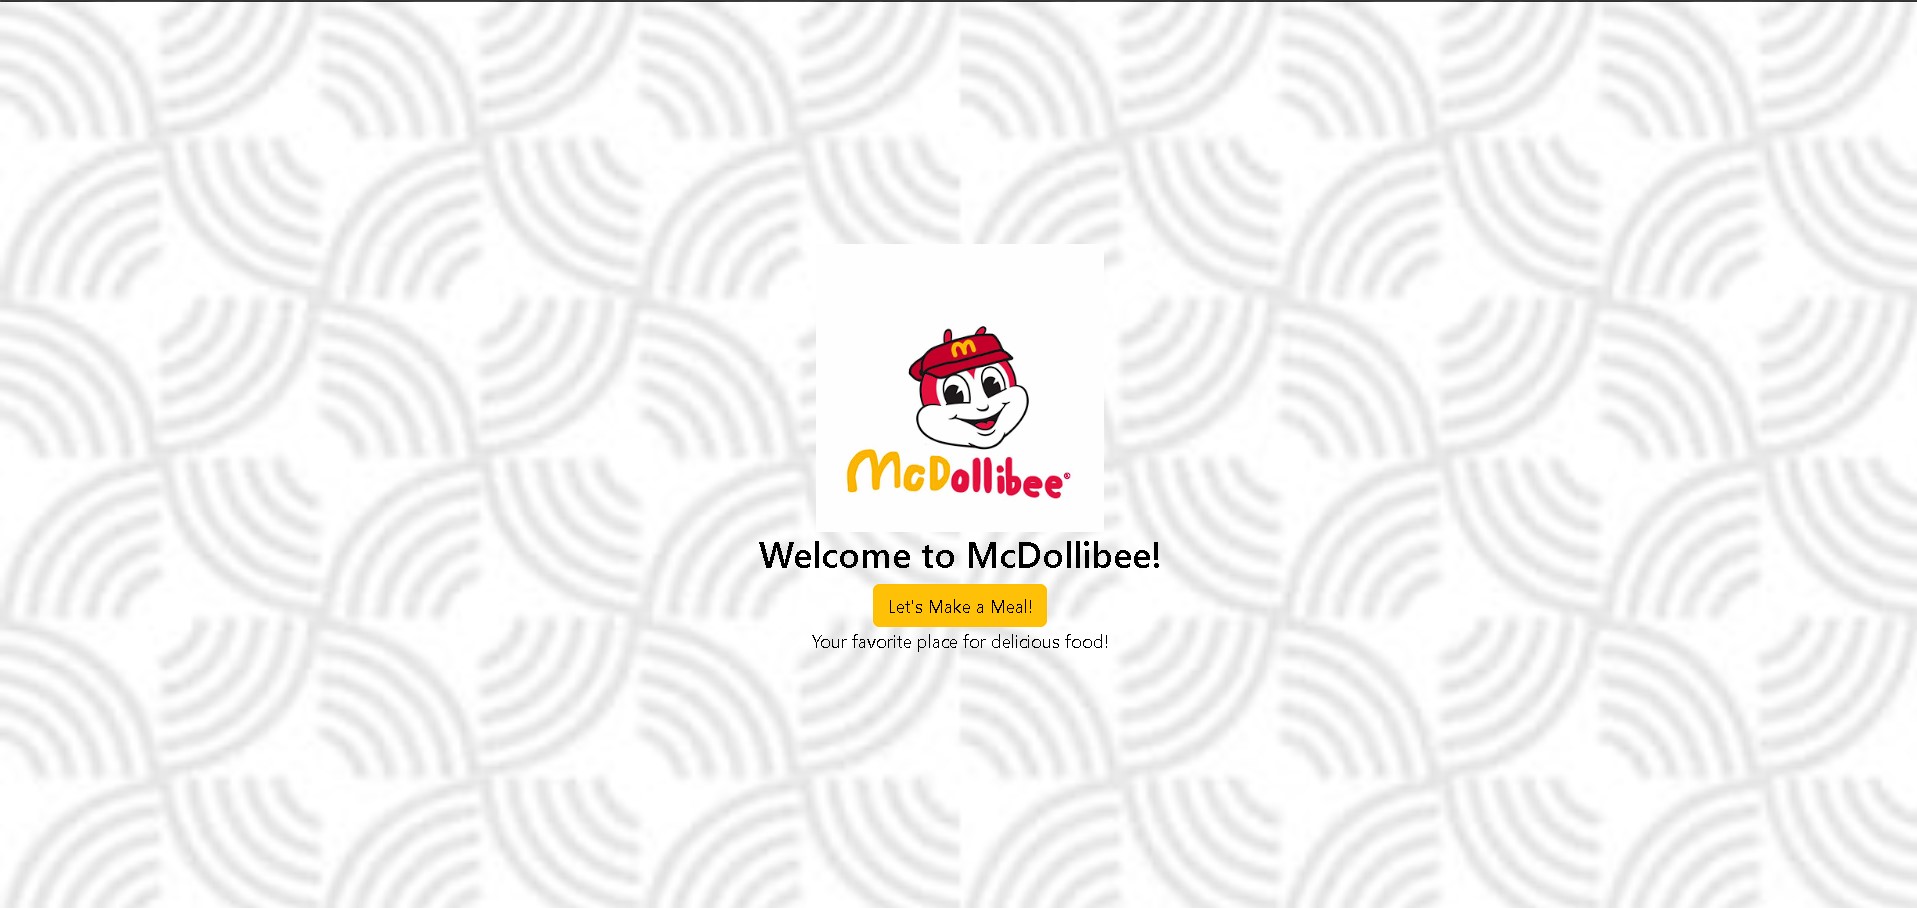 m
McDollibee®
Welcome to McDollibee!
Let's Make a Meal!
Your favorite place for delicious food!